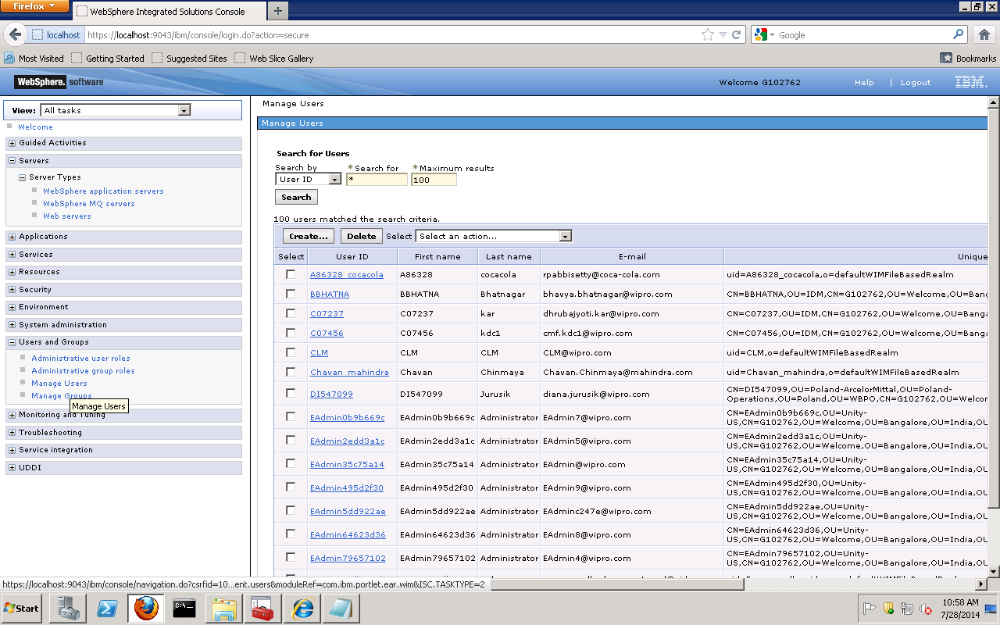 Firefox
WebSphere Integrated Solutions Console
localhost
https://localhost:9043/ibm/console/login.do?action=secure
Google
Most Visited
Getting Started
Suggested Sites
Web Slice Gallery
Bookmarks
WebSphere. software
Welcome G102762
Help | Logout
IBM.
View: All tasks
Welcome
Guided Activities
Servers
Server Types
WebSphere application servers
WebSphere MQ servers
Web servers
Applications
Services
Resources
Security
Environment
System administration
Users and Groups
Administrative user roles
Administrative group roles
Manage Users
Manage Groups
Manage Users
Monitoring and Tuning
Troubleshooting
Service integration
UDDI
Manage Users
Manage Users
Search for Users
Search by *Search for *Maximum results
User ID * 100
Search
100 users matched the search criteria.
Create... Delete Select Select an action...
Select User ID First name Last name E-mail Unique
A86328_cocacola A86328 cocacola rpabbisetty@coca-cola.com uid=A86328_cocacola,o=defaultWIMFileBasedRealm
BBHATNA BBHATNA Bhatnagar bhavya.bhatnagar@wipro.com CN=BBHATNA,OU=IDM,CN=G102762,OU=Welcome,OU=Bang
C07237 C07237 kar dhrubajyoti.kar@wipro.com CN=C07237,OU=IDM,CN=G102762,OU=Welcome,OU=Bangalo
C07456 C07456 kdc1 cmf.kdc1@wipro.com CN=C07456,OU=IDM,CN=G102762,OU=Welcome,OU=Bangalo
CLM CLM CLM CLM@wipro.com uid=CLM,o=defaultWIMFileBasedRealm
Chavan_mahindra Chavan Chinmaya Chavan.Chinmaya@mahindra.com uid=Chavan_mahindra,o=defaultWIMFileBasedRealm
DI547099 DI547099 Jurusik diana.jurusik@wipro.com CN=DI547099,OU=Poland-ArcelorMittal,OU=Poland-
Operations,OU=Poland,OU=WBPO,CN=G102762,OU=Welcome
EAdmin0b9b669c EAdmin0b9b669c Administrator EAdmin7@wipro.com CN=EAdmin0b9b669c,OU=Unity-
US,CN=G102762,OU=Welcome,OU=Bangalore,OU=India,OU
EAdmin2edd3a1c EAdmin2edd3a1c Administrator EAdmin5@wipro.com CN=EAdmin2edd3a1c,OU=Unity-
US,CN=G102762,OU=Welcome,OU=Bangalore,OU=India,OU
EAdmin35c75a14 EAdmin35c75a14 Administrator EAdmin@wipro.com CN=EAdmin35c75a14,OU=Unity-
US,CN=G102762,OU=Welcome,OU=Bangalore,OU=India,OU
EAdmin495d2f30 EAdmin495d2f30 Administrator EAdmin9@wipro.com CN=EAdmin495d2f30,OU=Unity-
US,CN=G102762,OU=Welcome,OU=Bangalore,OU=India,OU
EAdmin5dd922ae EAdmin5dd922ae Administrator EAdminc247e@wipro.com CN=EAdmin5dd922ae,OU=Unity-
US,CN=G102762,OU=Welcome,OU=Bangalore,OU=India,OU
EAdmin64623d36 EAdmin64623d36 Administrator EAdmin8@wipro.com CN=EAdmin64623d36,OU=Unity-
US,CN=G102762,OU=Welcome,OU=Bangalore,OU=India,OU
EAdmin79657102 EAdmin79657102 Administrator EAdmin4@wipro.com CN=EAdmin79657102,OU=Unity-
US,CN=G102762,OU=Welcome,OU=Bangalore,OU=India,OU
https://localhost:9043/ibm/console/navigation.do?csrfid=10...ent.users&moduleRef=com.ibm.portlet.ear.wim&ISC.TASKTYPE=2
Start
C:\
10:58 AM
7/28/2014